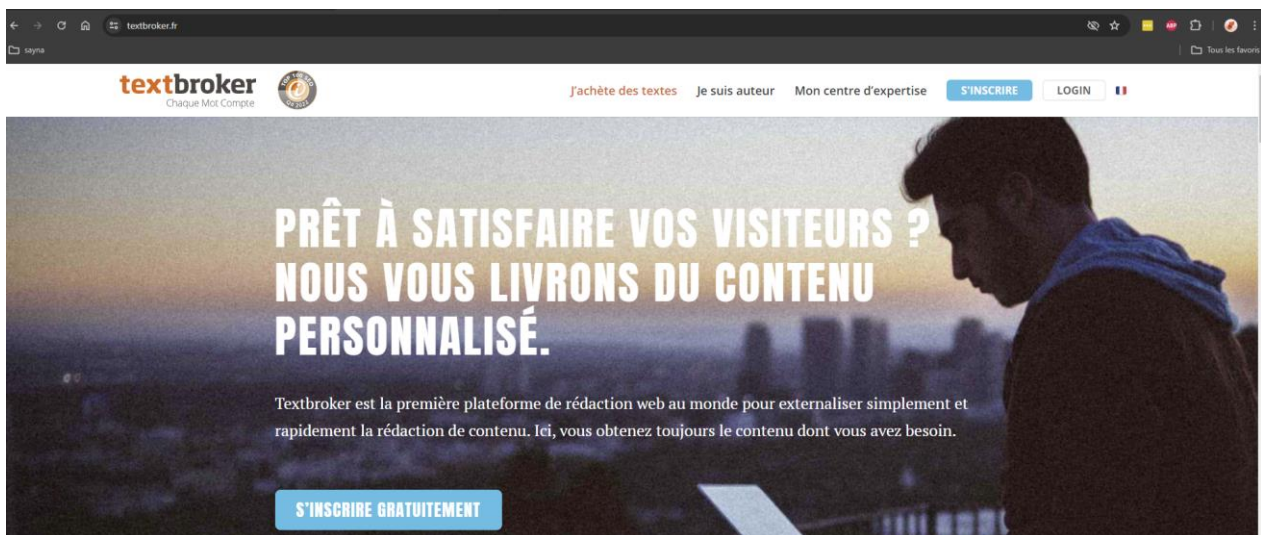 textbroker.fr
sayna
Tous les favoris
textbroker
Chaque Mot Compte
TOP 100 SEO
J'achète des textes Je suis auteur Mon centre d'expertise S'INSCRIRE LOGIN
PRÊT À SATISFAIRE VOS VISITEURS ?
NOUS VOUS LIVRONS DU CONTENU
PERSONNALISÉ.
Textbroker est la première plateforme de rédaction web au monde pour externaliser simplement et
rapidement la rédaction de contenu. Ici, vous obtenez toujours le contenu dont vous avez besoin.
S'INSCRIRE GRATUITEMENT